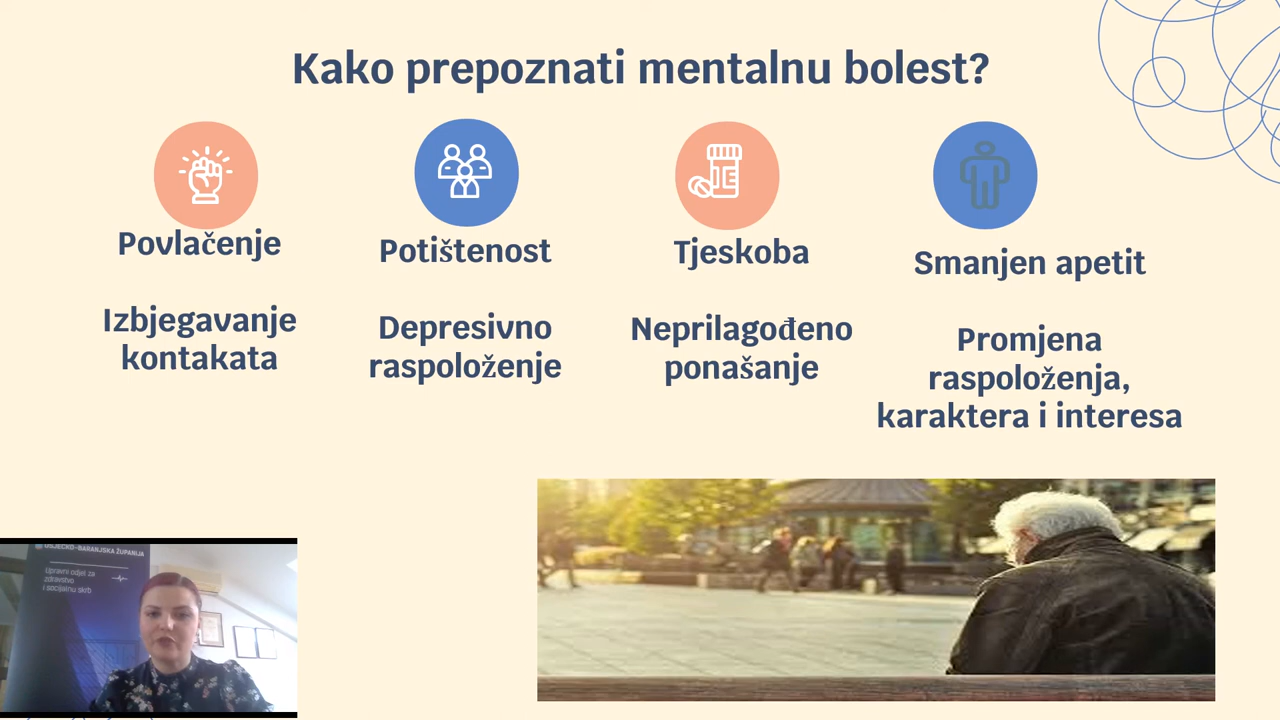 Kako prepoznati mentalnu bolest?
Povlačenje
Izbjegavanje
kontakata
Potištenost
Depresivno
raspoloženje
Tjeskoba
Neprilagođeno
ponašanje
Smanjen apetit
Promjena
raspoloženja,
karaktera i interesa
OSJEČKO-BARANJSKA ŽUPANIJA
Upravni odjel za
zdravstvo
i socijalnu skrb